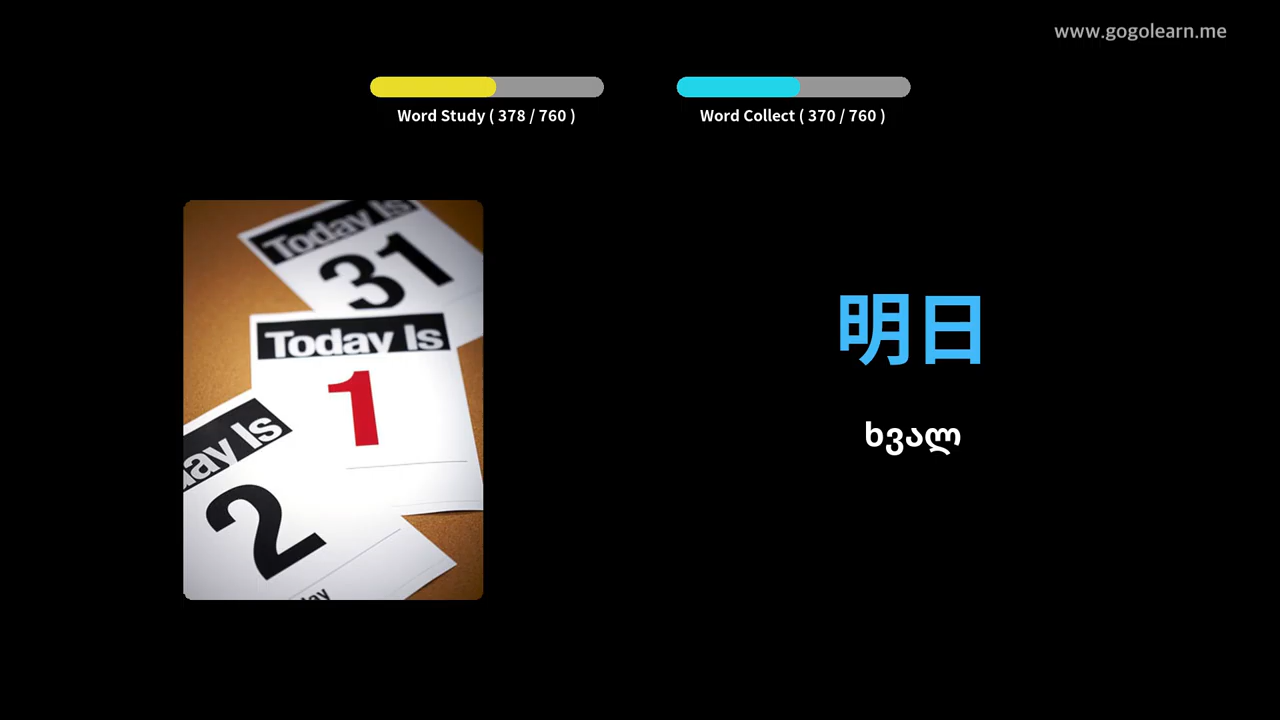 www.gogolearn.me
Word Study ( 378 / 760 )
Word Collect ( 370 / 760 )
Today Is
31
Today Is
1
ay Is
2
明日
ხვალ